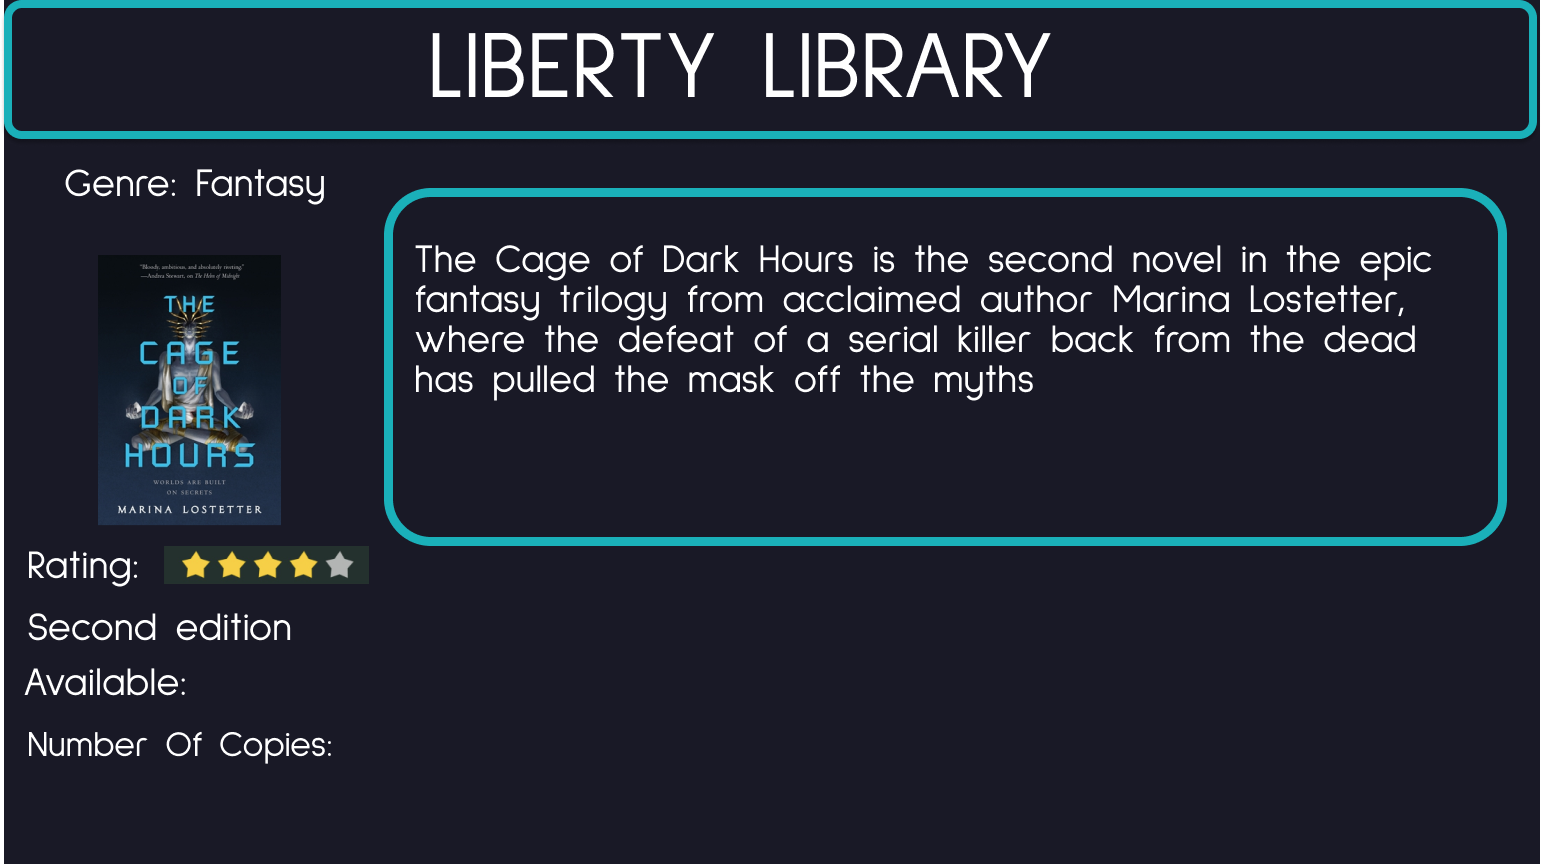 LIBERTY LIBRARY
Genre: Fantasy
The Cage of Dark Hours is the second novel in the epic
fantasy trilogy from acclaimed author Marina Lostetter,
where the defeat of a serial killer back from the dead
has pulled the mask off the myths
"Bloody, ambitious, and absolutely riveting."
—Andrea Stewart, on The Helm of Midnight
THE
CAGE
OF
DARK
HOURS
WORLDS ARE BUILT
ON SECRETS
MARINA LOSTETTER
Rating:
Second edition
Available:
Number Of Copies: